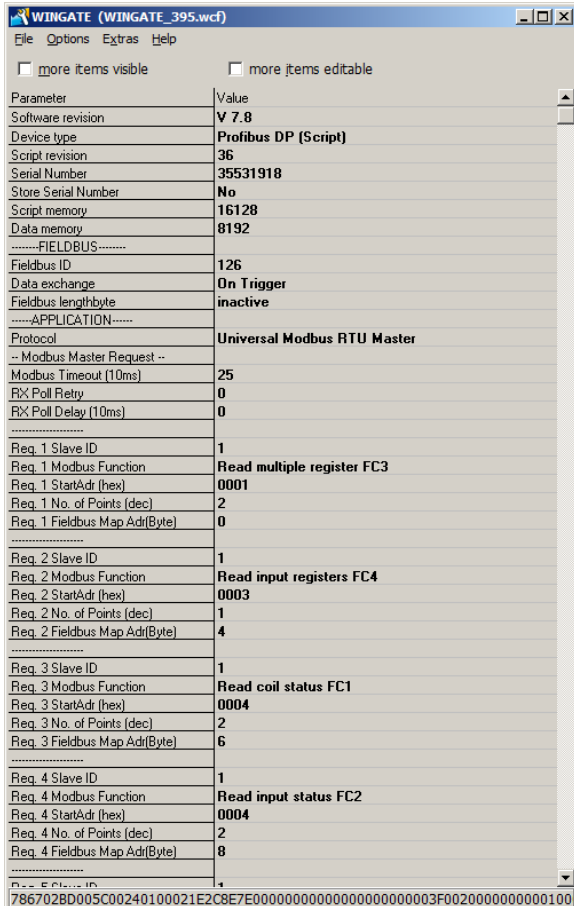 WINGATE (WINGATE_395.wcf)
File Options Extras Help
more items visible more items editable
Parameter Value
Software revision V 7.8
Device type Profibus DP (Script)
Script revision 36
Serial Number 35531918
Store Serial Number No
Script memory 16128
Data memory 8192
--------FIELDBUS--------
Fieldbus ID 126
Data exchange On Trigger
Fieldbus lengthbyte inactive
------APPLICATION------
Protocol Universal Modbus RTU Master
-- Modbus Master Request --
Modbus Timeout (10ms) 25
RX Poll Retry 0
RX Poll Delay (10ms) 0
---------------------
Req. 1 Slave ID 1
Req. 1 Modbus Function Read multiple register FC3
Req. 1 StartAdr (hex) 0001
Req. 1 No. of Points (dec) 2
Req. 1 Fieldbus Map Adr(Byte) 0
---------------------
Req. 2 Slave ID 1
Req. 2 Modbus Function Read input registers FC4
Req. 2 StartAdr (hex) 0003
Req. 2 No. of Points (dec) 1
Req. 2 Fieldbus Map Adr(Byte) 4
---------------------
Req. 3 Slave ID 1
Req. 3 Modbus Function Read coil status FC1
Req. 3 StartAdr (hex) 0004
Req. 3 No. of Points (dec) 2
Req. 3 Fieldbus Map Adr(Byte) 6
---------------------
Req. 4 Slave ID 1
Req. 4 Modbus Function Read input status FC2
Req. 4 StartAdr (hex) 0004
Req. 4 No. of Points (dec) 2
Req. 4 Fieldbus Map Adr(Byte) 8
---------------------
Req. 5 Slave ID 1